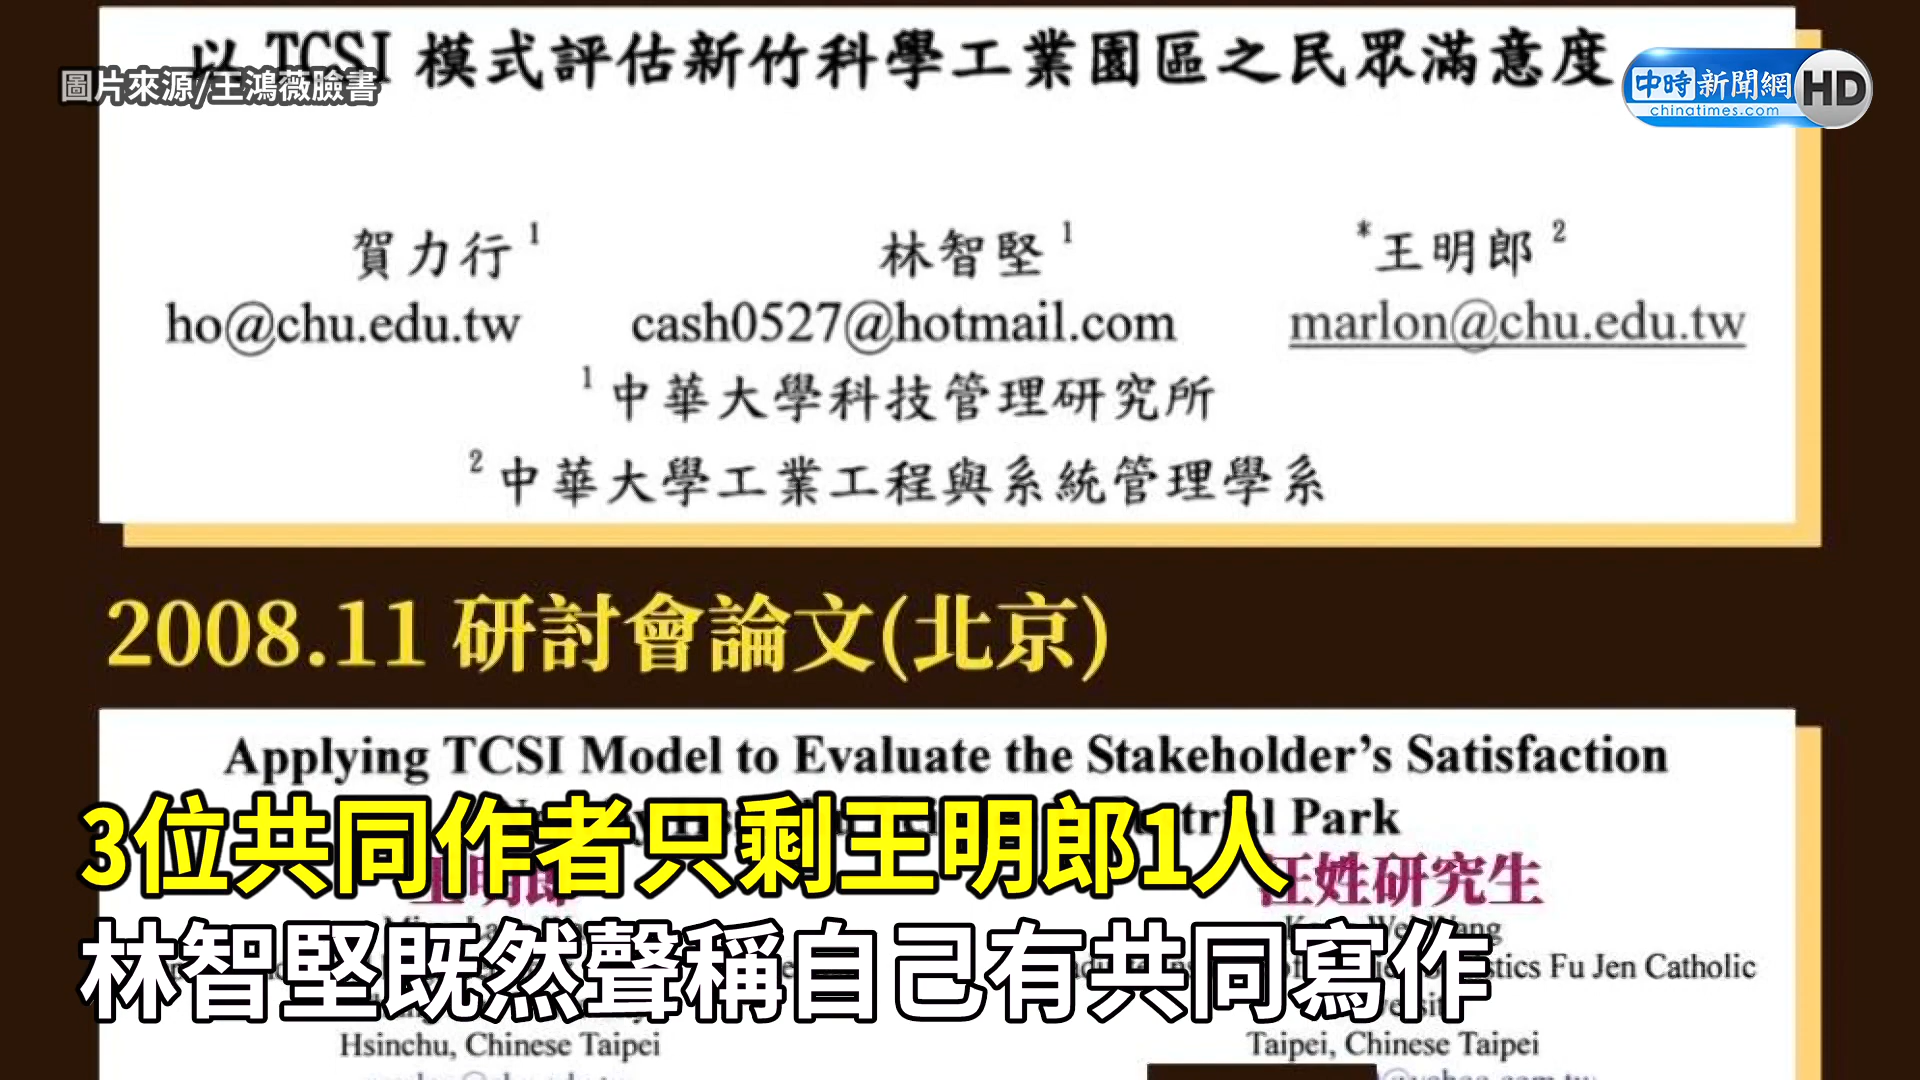 以 TCSI 模式評估新竹科學工業園區之民眾滿意度
圖片來源/王鴻薇臉書
中時新聞網 HD
chinatimes.com
賀力行¹ 林智堅¹ *王明郎²
ho@chu.edu.tw cash0527@hotmail.com marlon@chu.edu.tw
¹中華大學科技管理研究所
²中華大學工業工程與系統管理學系
2008.11 研討會論文(北京)
Applying TCSI Model to Evaluate the Stakeholder's Satisfaction
Park
3位共同作者只剩王明郎1人
王明郎 汪姓研究生
林智堅既然聲稱自己有共同寫作
Fu Jen Catholic
Hsinchu, Chinese Taipei Taipei, Chinese Taipei